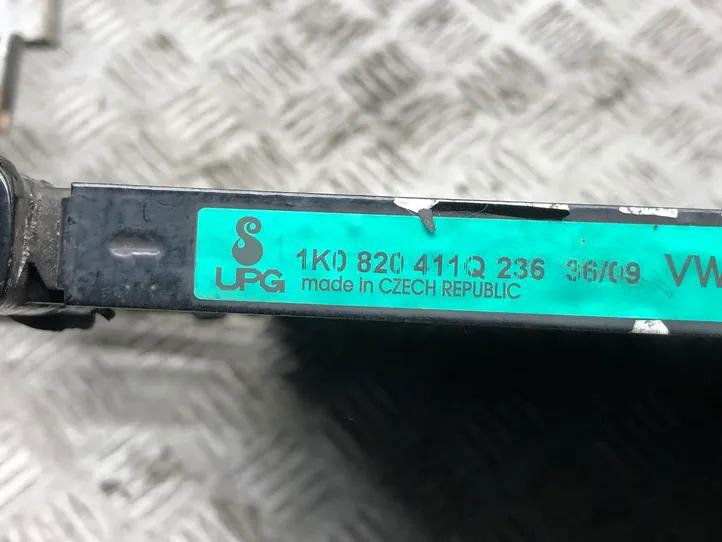 1K0 820 411Q 236 36/09 VW
UPG made in CZECH REPUBLIC